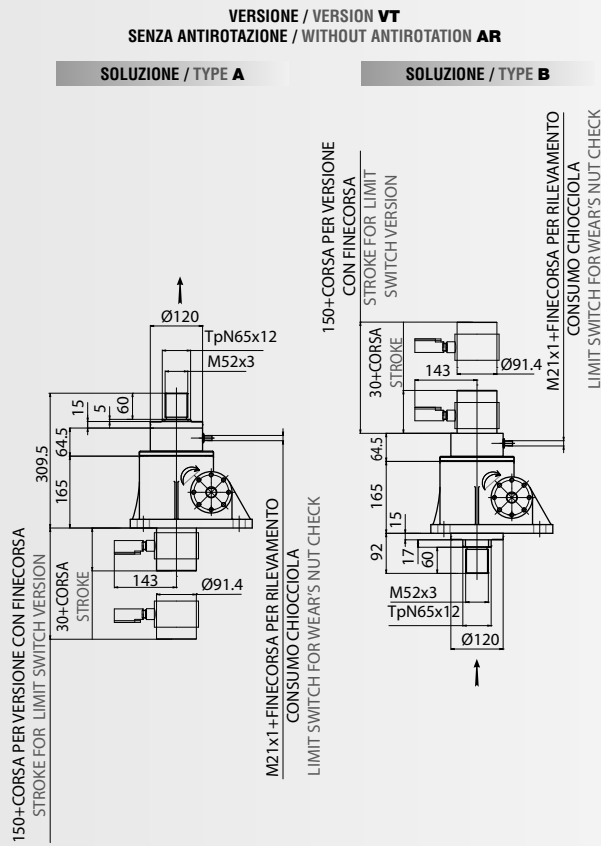 VERSIONE / VERSION VT
SENZA ANTIROTAZIONE / WITHOUT ANTIROTATION AR
SOLUZIONE / TYPE A
Ø120
TpN65x12
M52x3
15
5
60
64.5
309.5
165
143
Ø91.4
30+CORSA
STROKE
150+CORSA PER VERSIONE CON FINECORSA
STROKE FOR LIMIT SWITCH VERSION
M21x1+FINECORSA PER RILEVAMENTO
CONSUMO CHIOCCIOLA
LIMIT SWITCH FOR WEAR'S NUT CHECK
SOLUZIONE / TYPE B
150+CORSA PER VERSIONE
CON FINECORSA
STROKE FOR LIMIT
SWITCH VERSION
30+CORSA
STROKE
143
Ø91.4
64.5
165
15
92
17
60
M52x3
TpN65x12
Ø120
M21x1+FINECORSA PER RILEVAMENTO
CONSUMO CHIOCCIOLA
LIMIT SWITCH FOR WEAR'S NUT CHECK